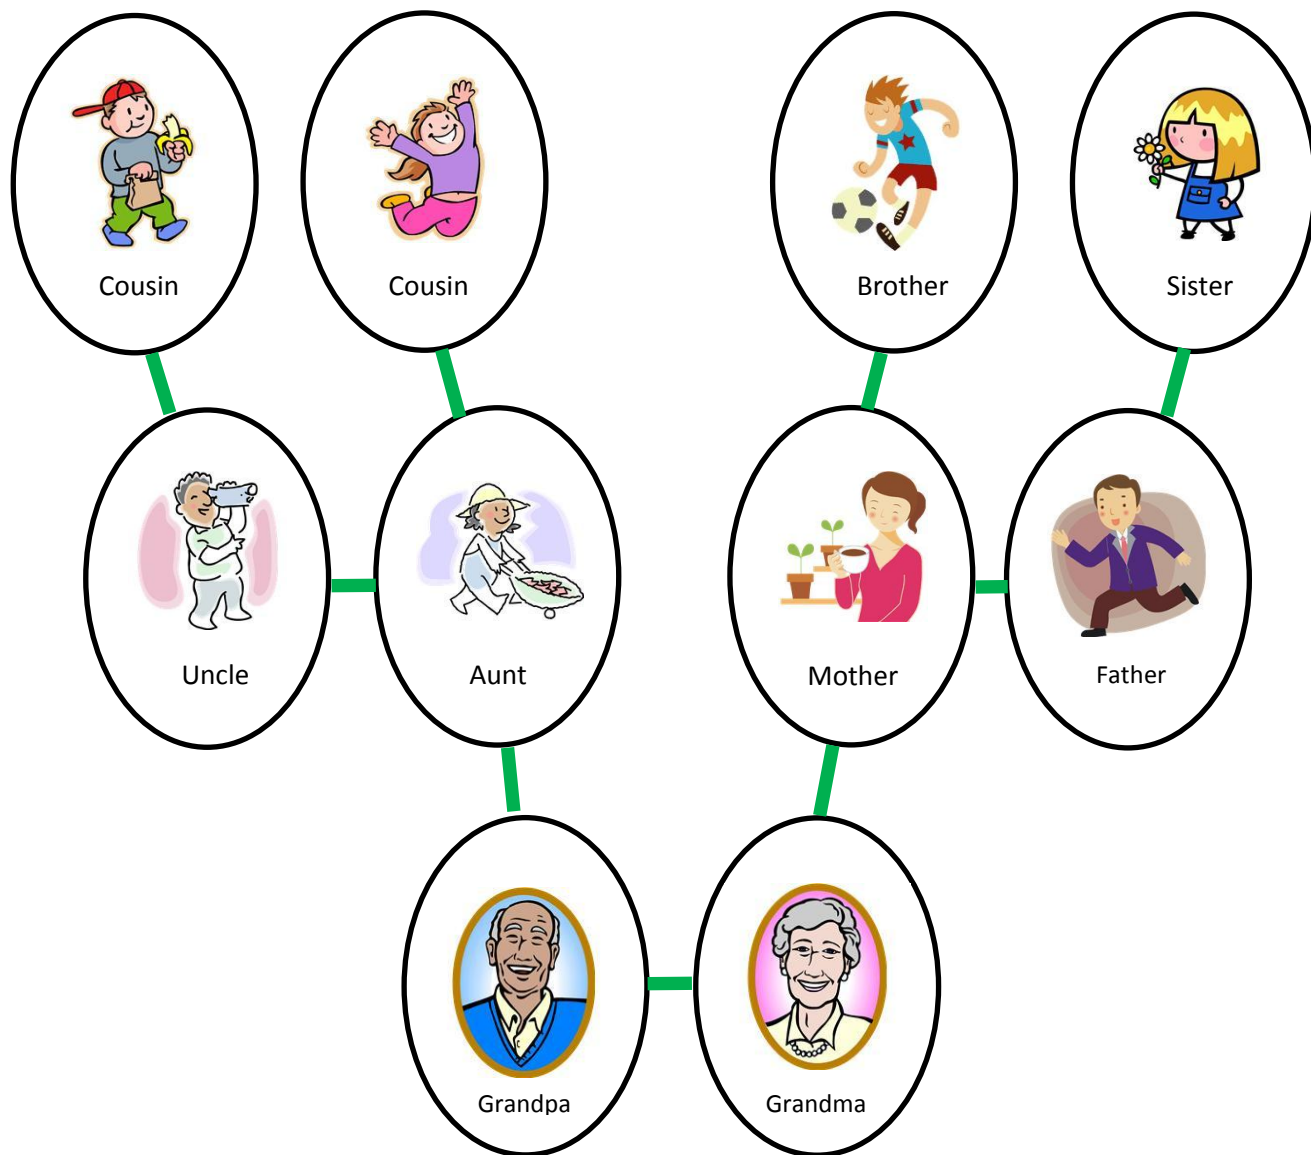 Cousin
Cousin
Brother
Sister
Uncle
Aunt
Mother
Father
Grandpa
Grandma